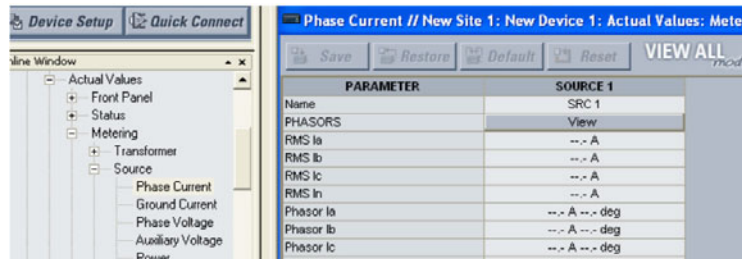 Device Setup Quick Connect
Phase Current // New Site 1: New Device 1: Actual Values: Mete
nline Window
Save Restore Default Reset VIEW ALL mod
Actual Values
Front Panel
Status
Metering
Transformer
Source
Phase Current
Ground Current
Phase Voltage
Auxiliary Voltage
Power
PARAMETER SOURCE 1
Name SRC 1
PHASORS View
RMS Ia --.- A
RMS Ib --.- A
RMS Ic --.- A
RMS In --.- A
Phasor Ia --.- A --.- deg
Phasor Ib --.- A --.- deg
Phasor Ic --.- A --.- deg